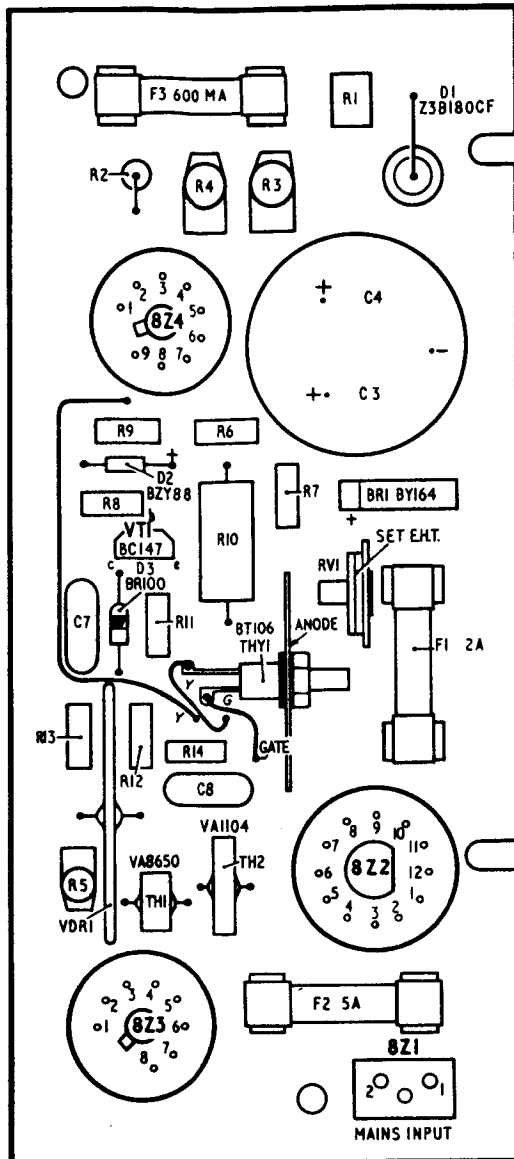 F3 600 MA
R1
D1
Z3B180CF
R2
R4
R3
+
C4
8Z4
1 2 3 4 5 6 7 8 9
-
+
C3
R9
R6
+
D2
BZY88
R7
BR1 BY164
+
R8
b
VT1
BC147
c
e
R10
SET E.H.T.
RV1
D3
BR100
C7
R11
BT106
THY1
ANODE
F1 2A
Y
G
Y
R13
R12
R14
GATE
C8
VA1104
TH2
VA8650
TH1
R5
VDR1
8Z2
1 2 3 4 5 6 7 8 9 10 11 12
8Z3
1 2 3 4 5 6 7 8
F2 5A
8Z1
2 1
MAINS INPUT